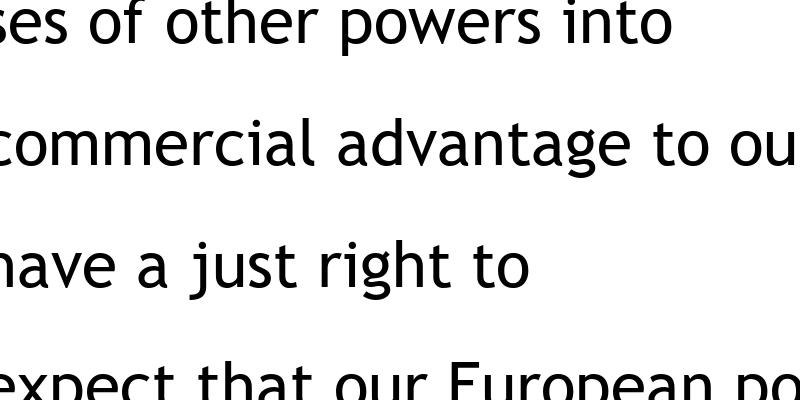 ses of other powers into
commercial advantage to ou
have a just right to
expect that our European po